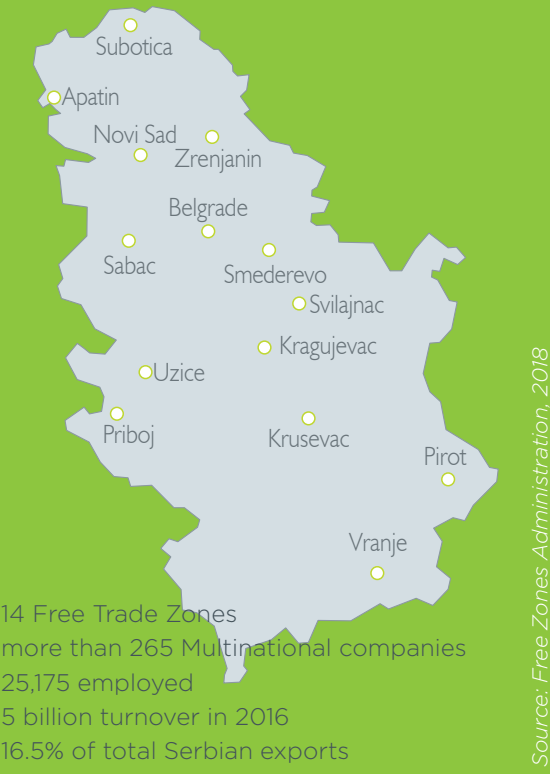 Subotica
Apatin
Novi Sad
Zrenjanin
Belgrade
Sabac
Smederevo
Svilajnac
Kragujevac
Uzice
Priboj
Krusevac
Pirot
Vranje
14 Free Trade Zones
more than 265 Multinational companies
25,175 employed
5 billion turnover in 2016
16.5% of total Serbian exports
Source: Free Zones Administration, 2018